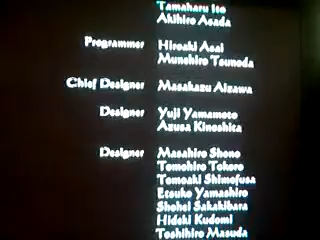 Tamaharu Ito
Akihiro Asada
Programmer Hiroaki Asai
Munehiro Tsunoda
Chief Designer Masakazu Aizawa
Designer Yuji Yamamoto
Azusa Kinoshita
Designer Masahiro Shono
Tomohiro Tokoro
Tomoaki Shimofusa
Etsuko Yamashiro
Shohei Sakakibara
Hideki Kudomi
Toshihiro Masuda